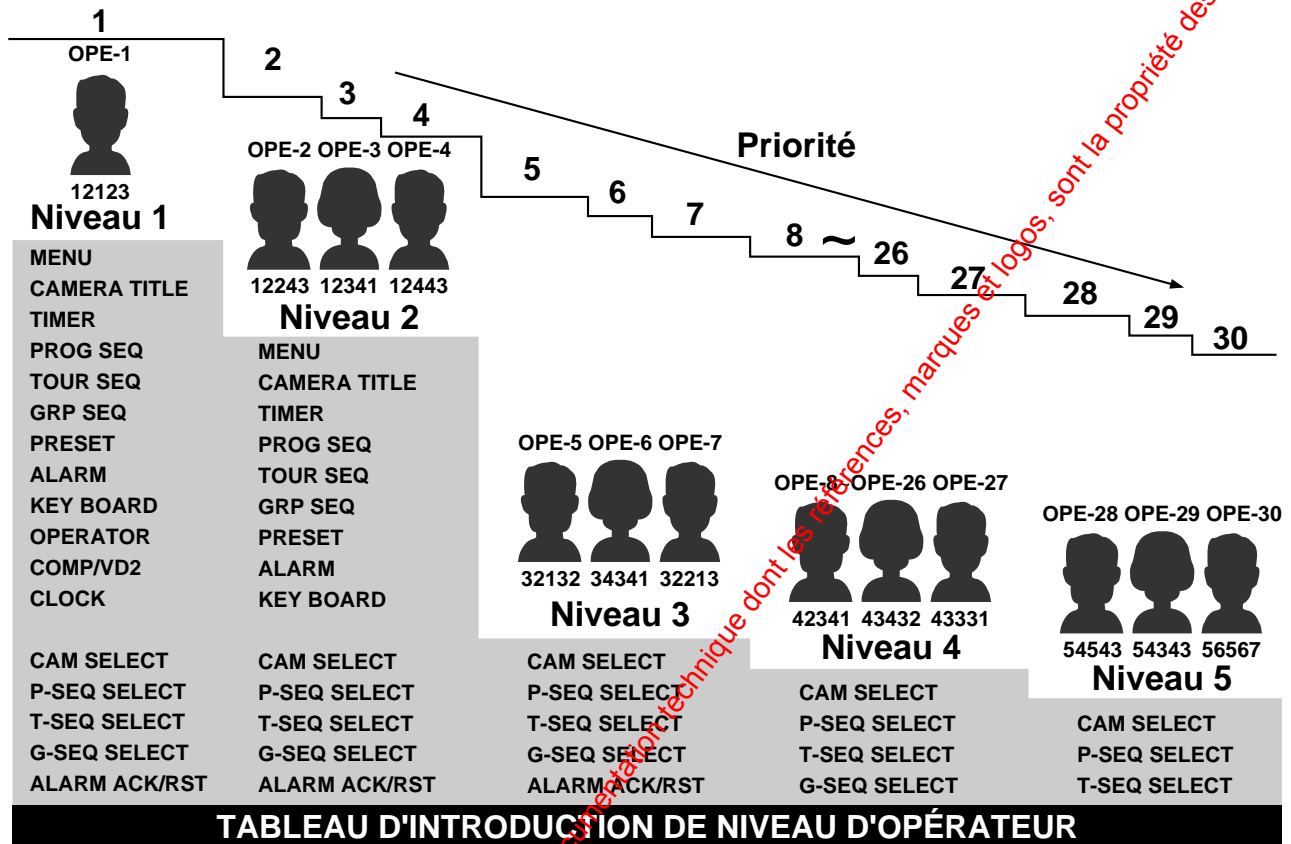 1
OPE-1
12123
Niveau 1
MENU
CAMERA TITLE
TIMER
PROG SEQ
TOUR SEQ
GRP SEQ
PRESET
ALARM
KEY BOARD
OPERATOR
COMP/VD2
CLOCK
CAM SELECT
P-SEQ SELECT
T-SEQ SELECT
G-SEQ SELECT
ALARM ACK/RST
2
3
4
OPE-2 OPE-3 OPE-4
12243 12341 12443
Niveau 2
MENU
CAMERA TITLE
TIMER
PROG SEQ
TOUR SEQ
GRP SEQ
PRESET
ALARM
KEY BOARD
CAM SELECT
P-SEQ SELECT
T-SEQ SELECT
G-SEQ SELECT
ALARM ACK/RST
Priorité
5
6
7
OPE-5 OPE-6 OPE-7
32132 34341 32213
Niveau 3
CAM SELECT
P-SEQ SELECT
T-SEQ SELECT
G-SEQ SELECT
ALARM ACK/RST
8 ~ 26
27
OPE-8~OPE-26 OPE-27
42341 43432 43331
Niveau 4
CAM SELECT
P-SEQ SELECT
T-SEQ SELECT
G-SEQ SELECT
28
29
30
OPE-28 OPE-29 OPE-30
54543 54343 56567
Niveau 5
CAM SELECT
P-SEQ SELECT
T-SEQ SELECT
TABLEAU D'INTRODUCTION DE NIVEAU D'OPÉRATEUR
cumentation technique dont les références, marques et logos, sont la propriété des